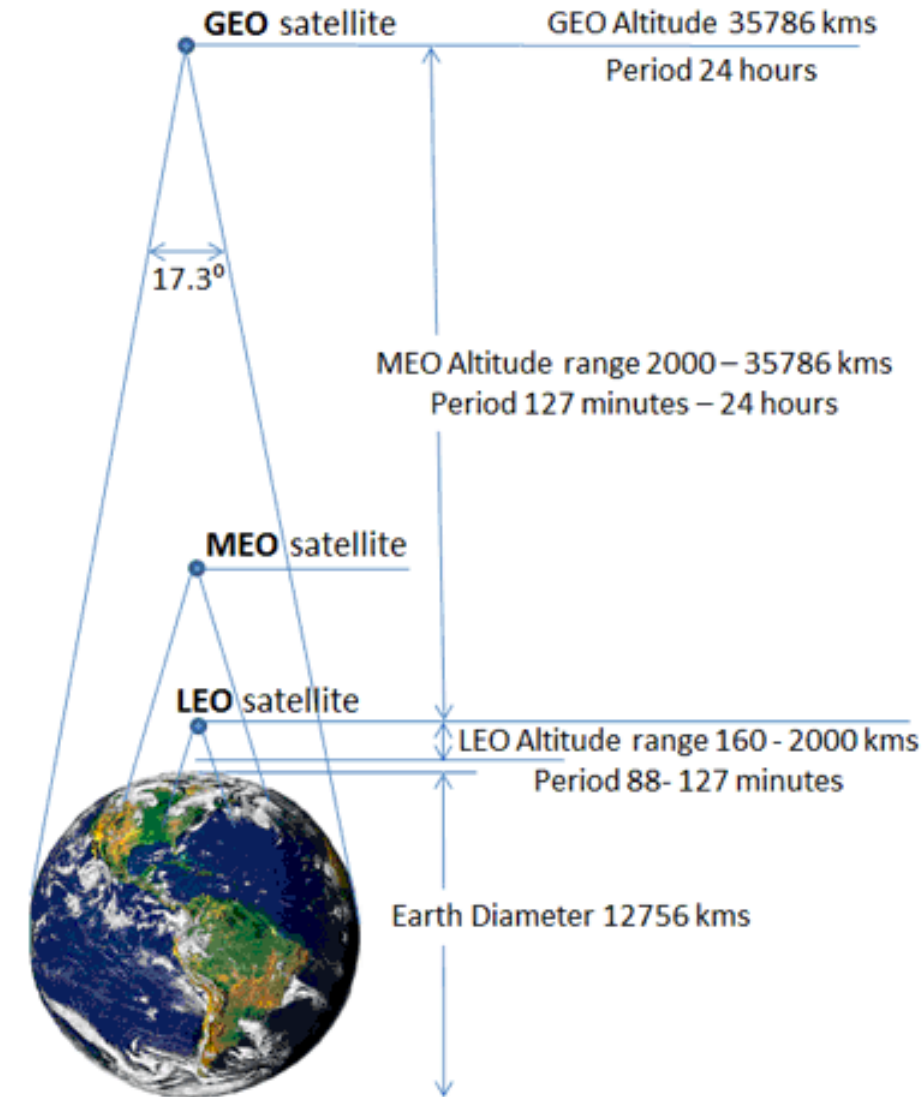 GEO satellite
GEO Altitude 35786 kms
Period 24 hours
17.3⁰
MEO Altitude range 2000 – 35786 kms
Period 127 minutes – 24 hours
MEO satellite
LEO satellite
LEO Altitude range 160 - 2000 kms
Period 88- 127 minutes
Earth Diameter 12756 kms